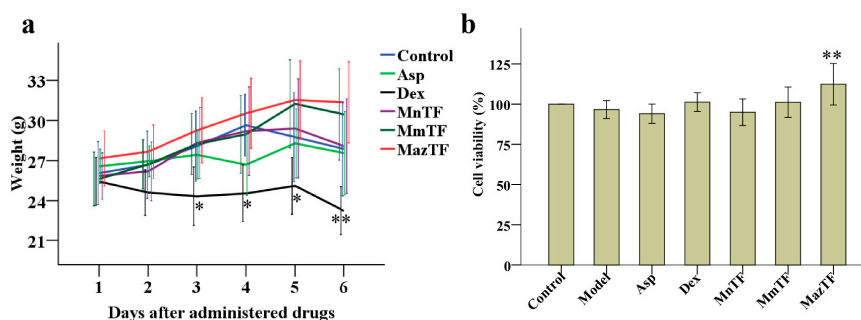 a
Weight (g)
33
30
27
24
21
1 2 3 4 5 6
Days after administered drugs
* * * **
Control
Asp
Dex
MnTF
MmTF
MazTF
b
Cell viability (%)
125
100
75
50
25
0
**
Control Model Asp Dex MnTF MmTF MazTF